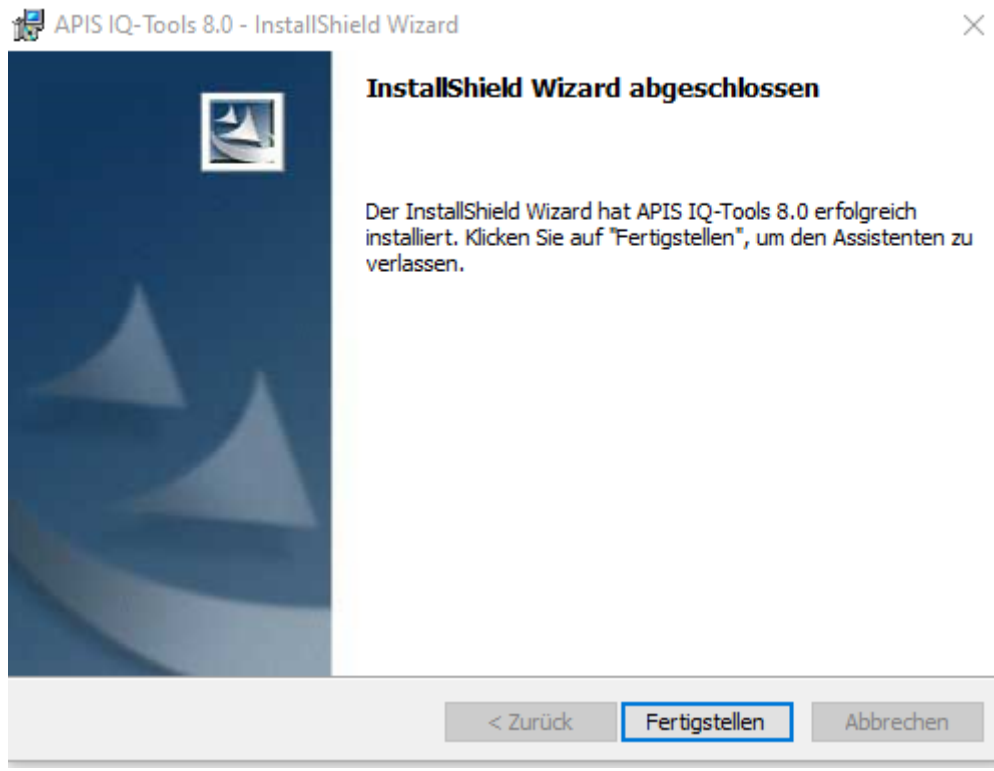 APIS IQ-Tools 8.0 - InstallShield Wizard
InstallShield Wizard abgeschlossen
Der InstallShield Wizard hat APIS IQ-Tools 8.0 erfolgreich
installiert. Klicken Sie auf "Fertigstellen", um den Assistenten zu
verlassen.
< Zurück
Fertigstellen
Abbrechen